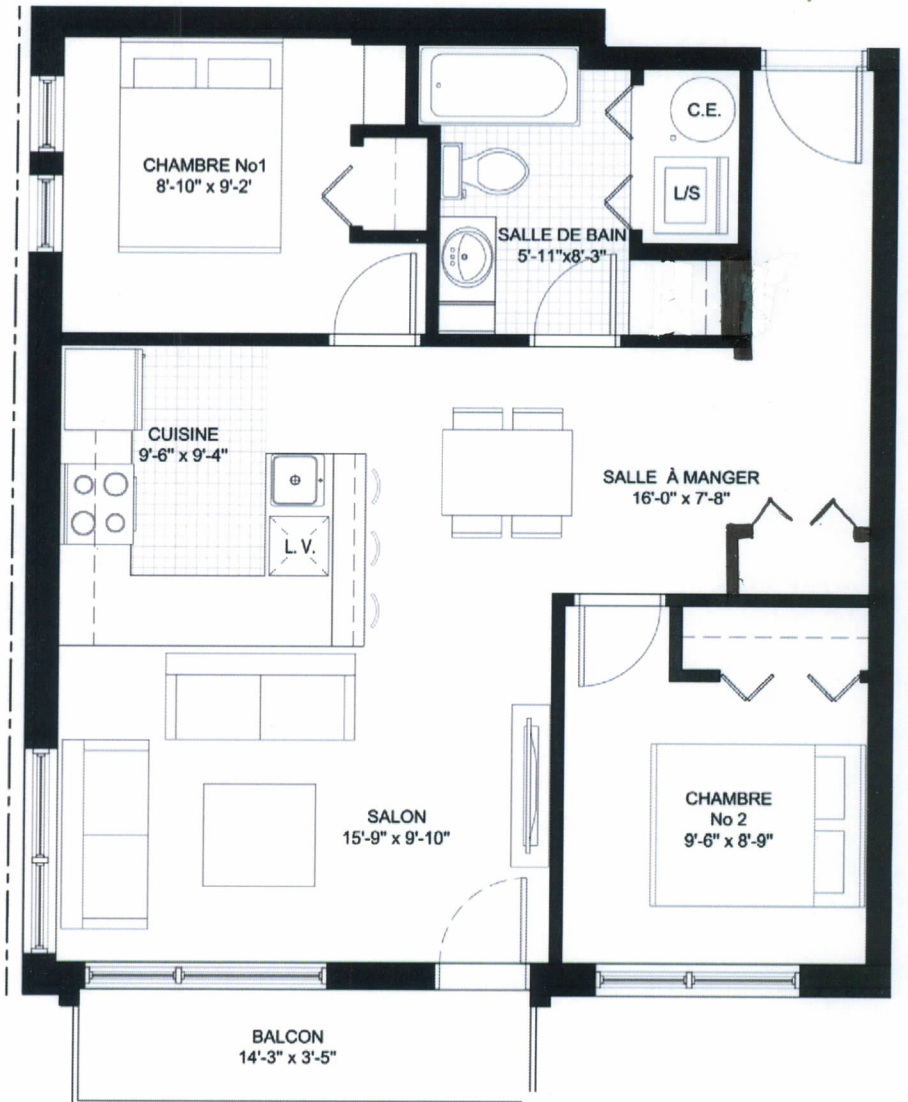 CHAMBRE No1
8'-10" x 9'-2'
C.E.
L/S
SALLE DE BAIN
5'-11"x8'-3"
CUISINE
9'-6" x 9'-4"
SALLE À MANGER
16'-0" x 7'-8"
L.V.
SALON
15'-9" x 9'-10"
CHAMBRE
No 2
9'-6" x 8'-9"
BALCON
14'-3" x 3'-5"